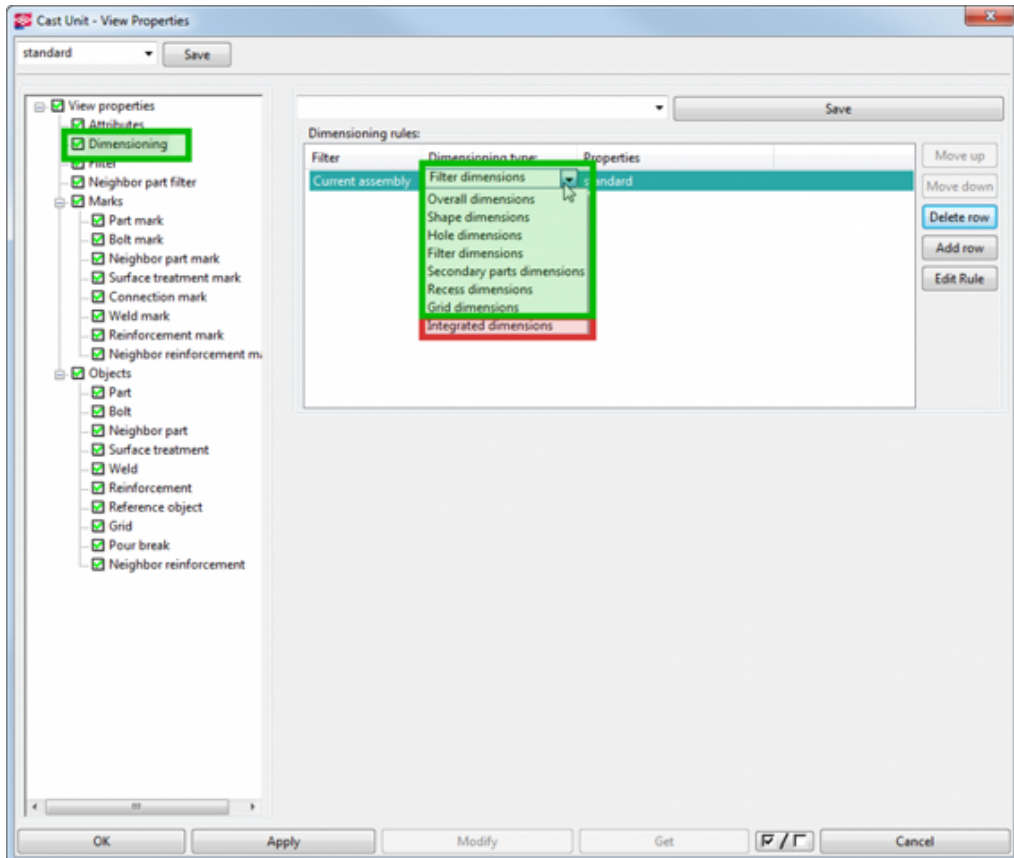 Cast Unit - View Properties
standard
Save
View properties
Attributes
Dimensioning
Filter
Neighbor part filter
Marks
Part mark
Bolt mark
Neighbor part mark
Surface treatment mark
Connection mark
Weld mark
Reinforcement mark
Neighbor reinforcement ma
Objects
Part
Bolt
Neighbor part
Surface treatment
Weld
Reinforcement
Reference object
Grid
Pour break
Neighbor reinforcement
Save
Dimensioning rules:
Filter Dimensioning type: Properties
Current assembly Filter dimensions standard
Overall dimensions
Shape dimensions
Hole dimensions
Filter dimensions
Secondary parts dimensions
Recess dimensions
Grid dimensions
Integrated dimensions
Move up
Move down
Delete row
Add row
Edit Rule
OK Apply Modify Get Cancel